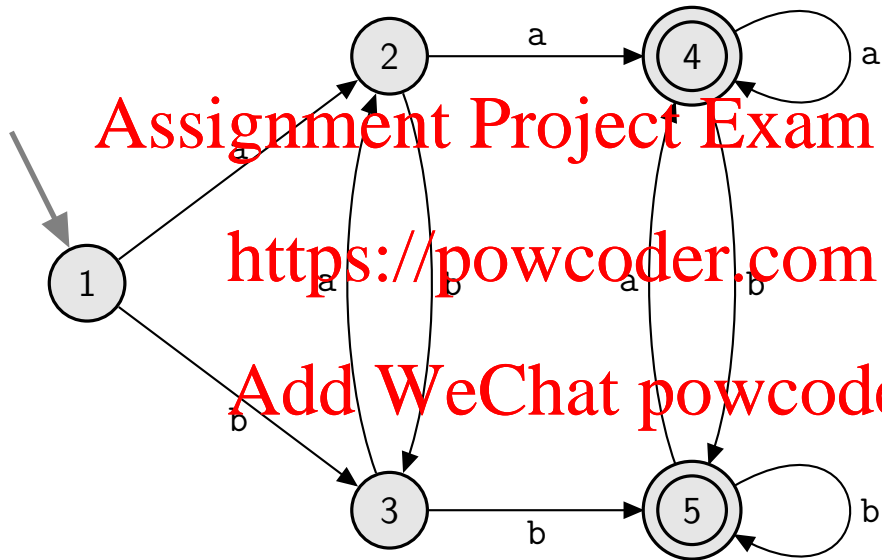 2
a
4
a
Assignment Project Exam
a
https://powcoder.com
1
a
b
a
b
Add WeChat powcode
b
3
b
5
b